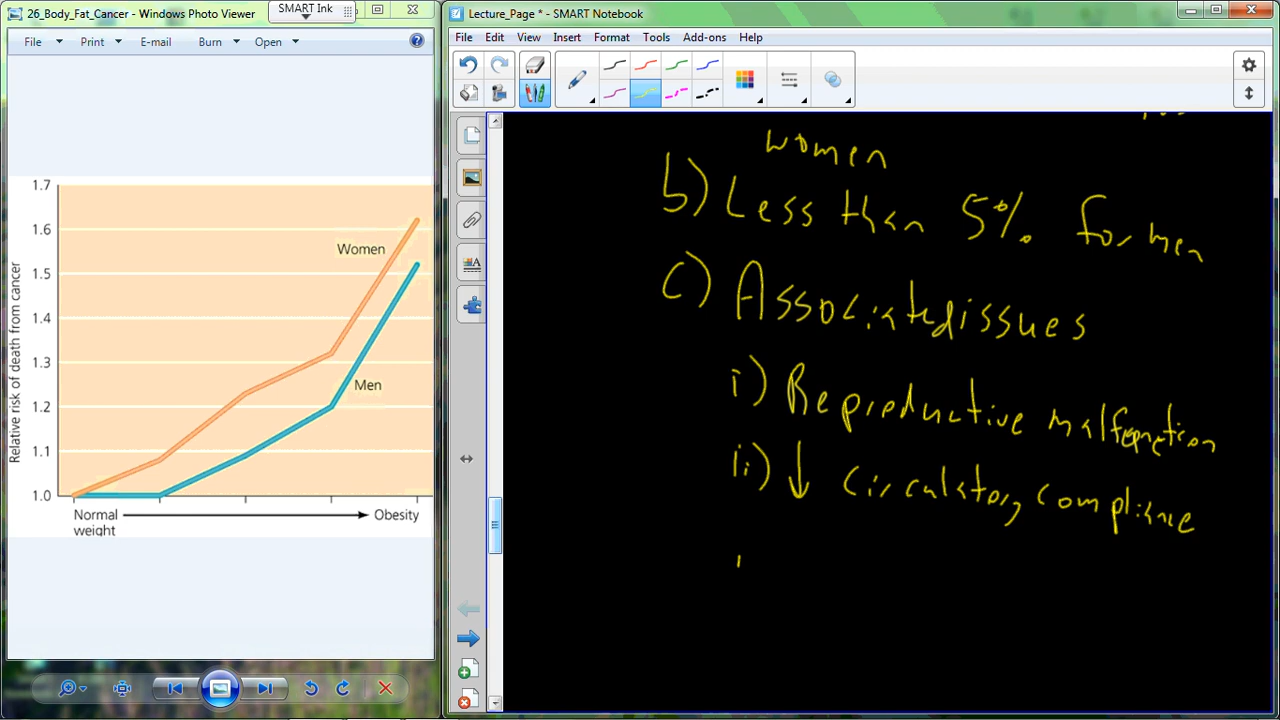 26_Body_Fat_Cancer - Windows Photo Viewer
SMART Ink
File Print E-mail Burn Open
1.7
1.6
1.5
1.4
1.3
1.2
1.1
1.0
Relative risk of death from cancer
Women
Men
Normal weight
Obesity
Lecture_Page * - SMART Notebook
File Edit View Insert Format Tools Add-ons Help
women
b) Less than 5% for men
c) Associated issues
i) Reproductive malfunction
ii) ↓ Circulatory compliance